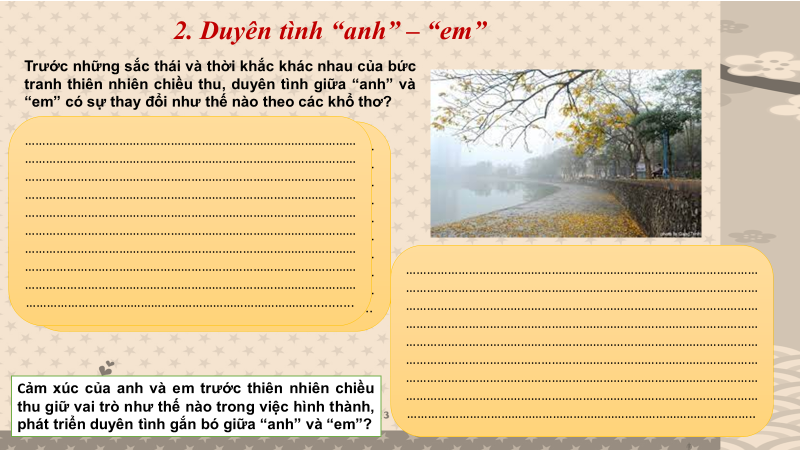 2. Duyên tình “anh” – “em”
Trước những sắc thái và thời khắc khác nhau của bức
tranh thiên nhiên chiều thu, duyên tình giữa “anh” và
“em” có sự thay đổi như thế nào theo các khổ thơ?
Cảm xúc của anh và em trước thiên nhiên chiều
thu giữ vai trò như thế nào trong việc hình thành,
phát triển duyên tình gắn bó giữa “anh” và “em”?
3